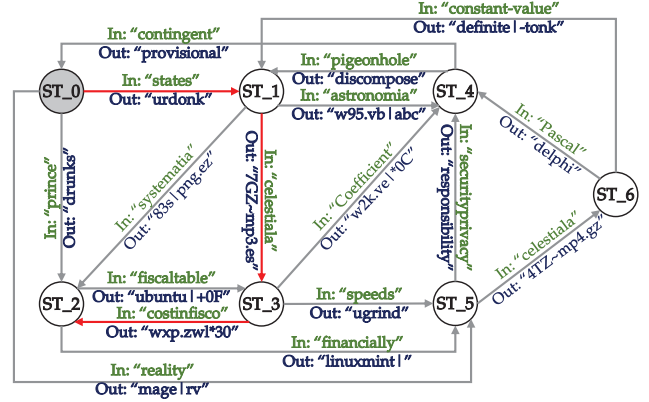 In: “constant-value”
Out: “definite|-tonk”
In: “contingent”
Out: “provisional”
In: “pigeonhole”
Out: “discompose”
In: “states”
Out: “urdonk”
In: “astronomia”
Out: “w95.vb|abc”
ST_0
ST_1
ST_4
In: “Pascal”
Out: “delphi”
In: “prince”
Out: “drunks”
In: “systematia”
Out: “83s|png.ez”
In: “celestiala”
Out: “7GZ~mp3.es”
In: “Coefficient”
Out: “w2k.ve|*0C”
In: “securityprivacy”
Out: “responsibility”
ST_6
In: “celestiala”
Out: “4TZ~mp4.gz”
In: “fiscaltable”
Out: “ubuntu|+0F”
ST_2
ST_3
ST_5
In: “costinfisco”
Out: “wxp.zwl*30”
In: “speeds”
Out: “ugrind”
In: “financially”
Out: “linuxmint|”
In: “reality”
Out: “mage|rv”